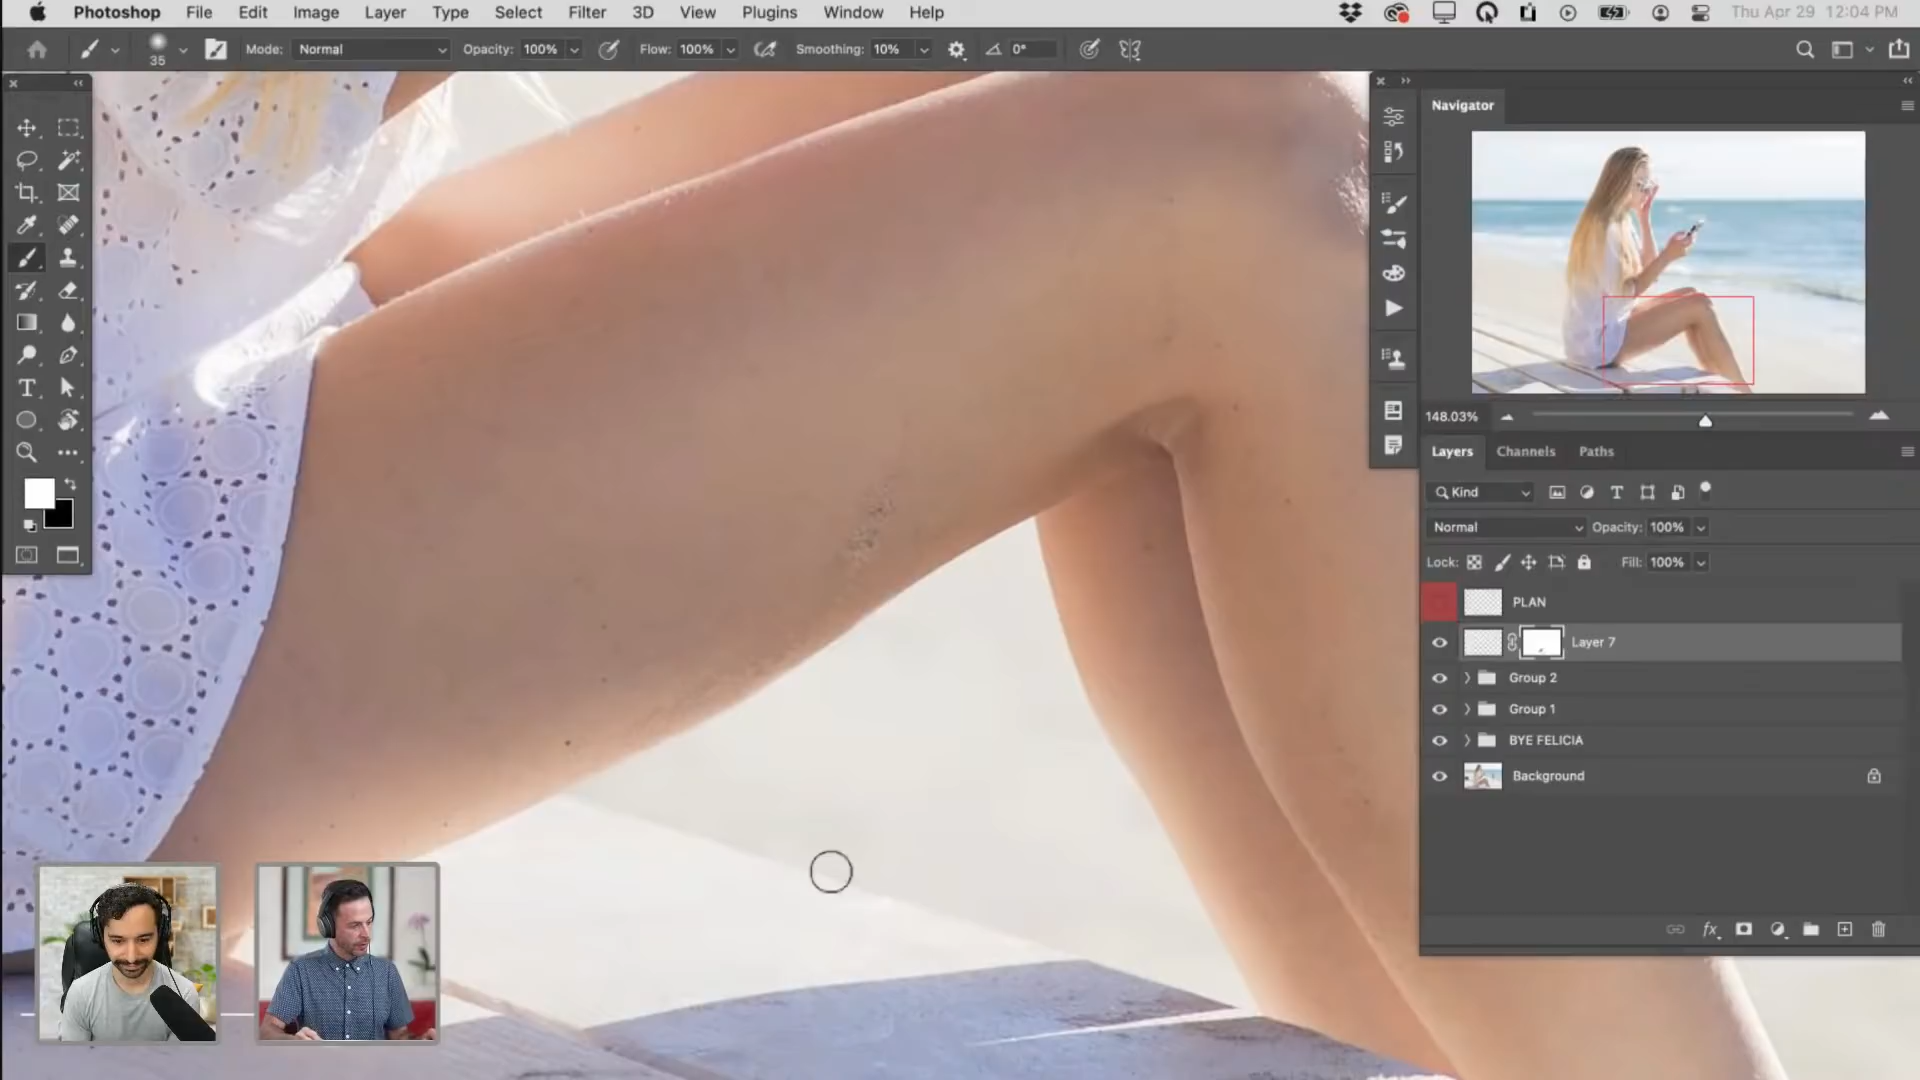 Photoshop File Edit Image Layer Type Select Filter 3D View Plugins Window Help Thu Apr 29 12:04 PM
35 Mode: Normal Opacity: 100% Flow: 100% Smoothing: 10% 0°
Navigator
148.03%
Layers Channels Paths
Kind
Normal Opacity: 100%
Lock: Fill: 100%
PLAN
Layer 7
Group 2
Group 1
BYE FELICIA
Background
fx